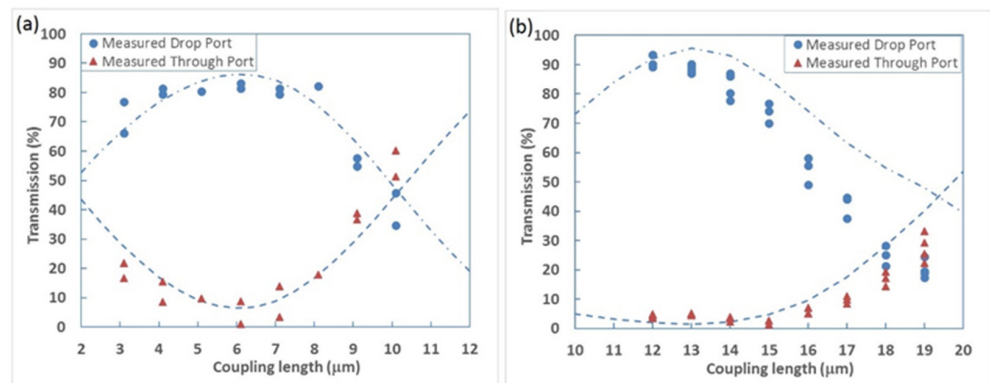 (a)
Measured Drop Port
Measured Through Port
Transmission (%)
100
90
80
70
60
50
40
30
20
10
0
2 3 4 5 6 7 8 9 10 11 12
Coupling length (μm)
(b)
Measured Drop Port
Measured Through Port
Transmission (%)
100
90
80
70
60
50
40
30
20
10
0
10 11 12 13 14 15 16 17 18 19 20
Coupling length (μm)